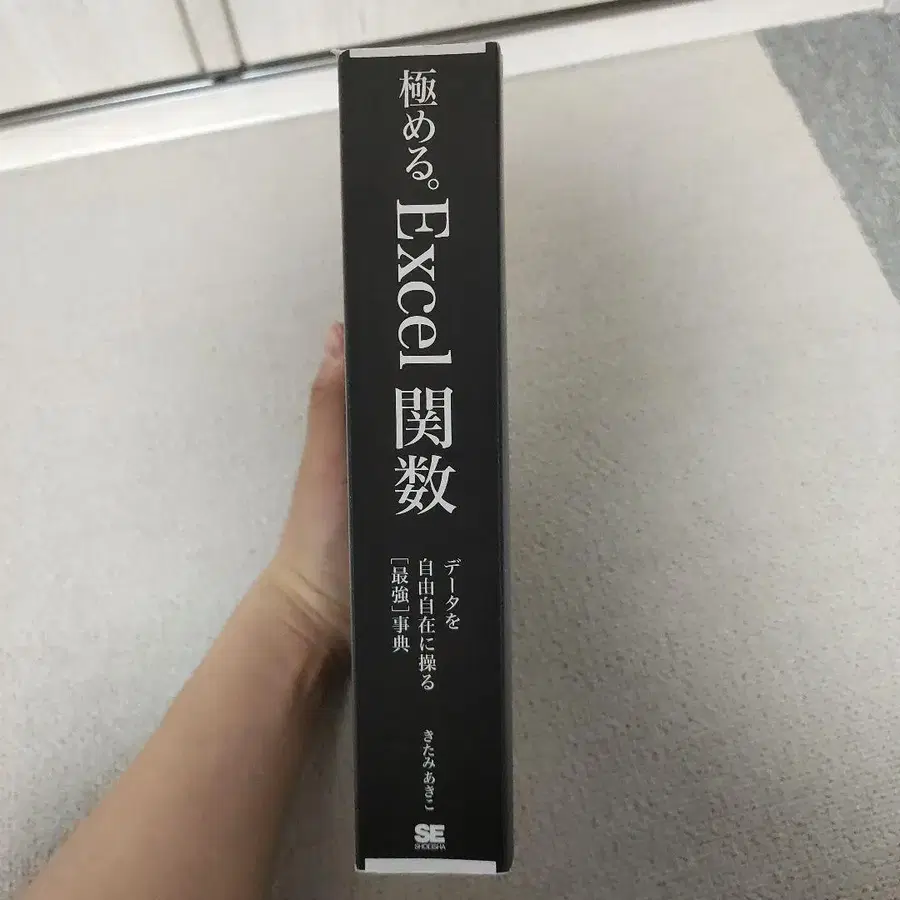 極める。Excel 関数
データを
自由自在に操る
[最強]事典
きたみあきこ
SE
SHOEISHA